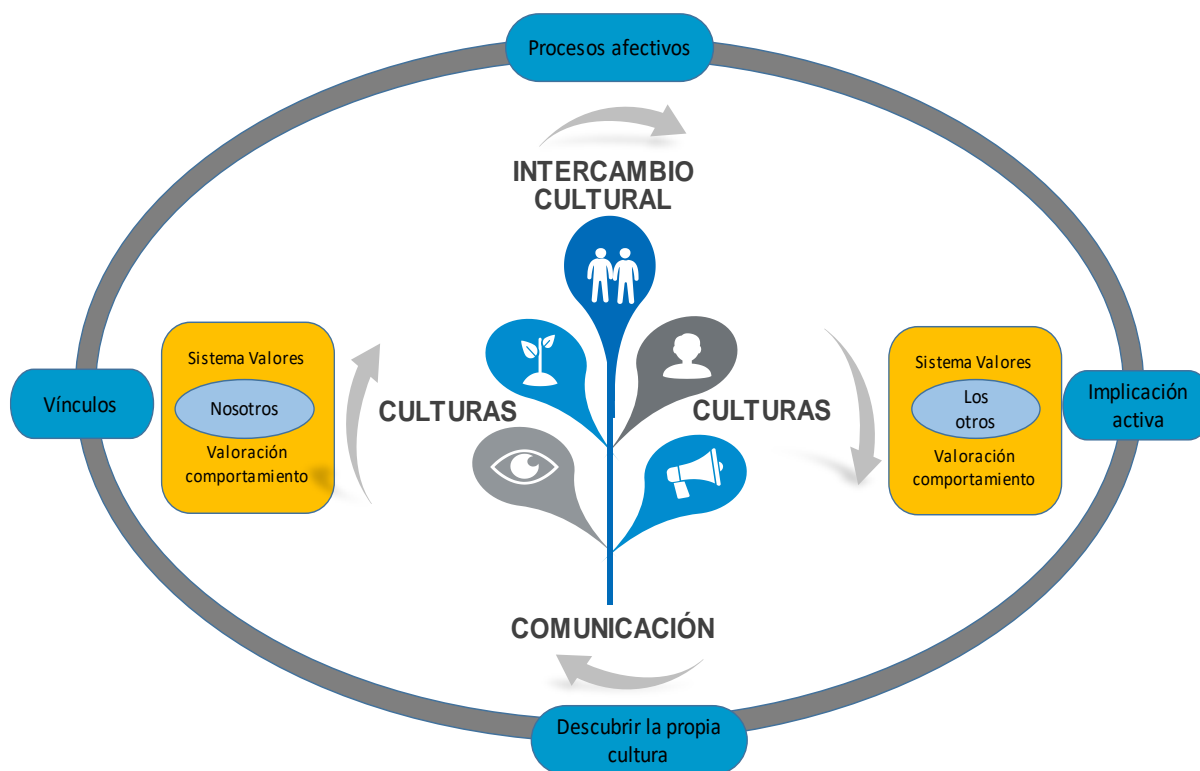 Procesos afectivos
INTERCAMBIO
CULTURAL
Vínculos
Sistema Valores
Nosotros
Valoración
comportamiento
CULTURAS
CULTURAS
Sistema Valores
Los
otros
Valoración
comportamiento
Implicación
activa
COMUNICACIÓN
Descubrir la propia
cultura